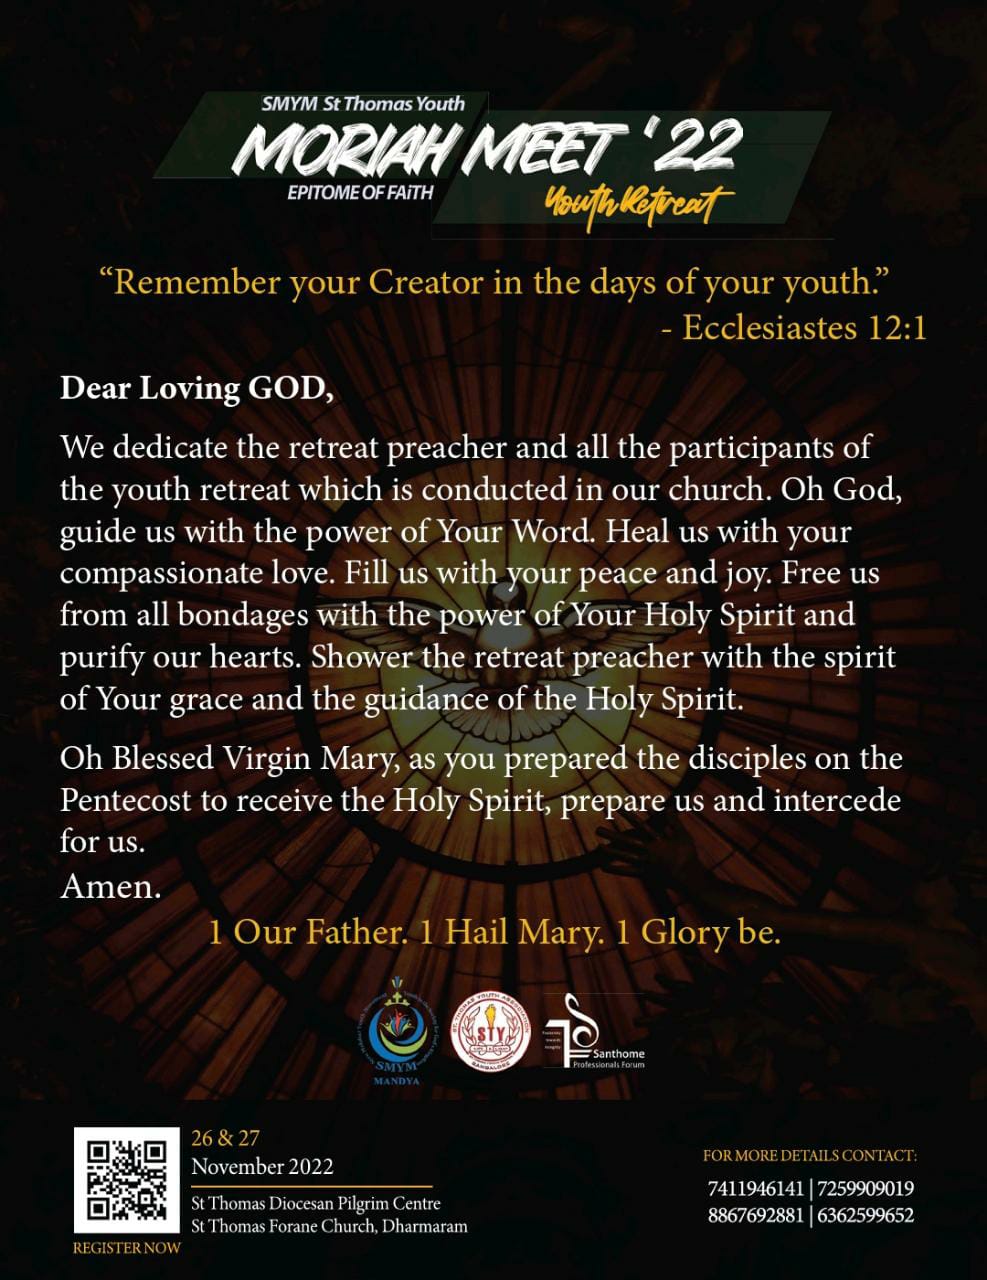 SMYM St Thomas Youth
MORIAH MEET '22
EPITOME OF FAiTH
Youth Retreat
“Remember your Creator in the days of your youth.”
- Ecclesiastes 12:1
Dear Loving GOD,
We dedicate the retreat preacher and all the participants of
the youth retreat which is conducted in our church. Oh God,
guide us with the power of Your Word. Heal us with your
compassionate love. Fill us with your peace and joy. Free us
from all bondages with the power of Your Holy Spirit and
purify our hearts. Shower the retreat preacher with the spirit
of Your grace and the guidance of the Holy Spirit.
Oh Blessed Virgin Mary, as you prepared the disciples on the
Pentecost to receive the Holy Spirit, prepare us and intercede
for us.
Amen.
1 Our Father. 1 Hail Mary. 1 Glory be.
SMYM
MANDYA
ST. THOMAS YOUTH ASSOCIATION
STY
BANGALORE
Santhome
Professionals Forum
26 & 27
November 2022
St Thomas Diocesan Pilgrim Centre
St Thomas Forane Church, Dharmaram
REGISTER NOW
FOR MORE DETAILS CONTACT:
7411946141 | 7259909019
8867692881 | 6362599652